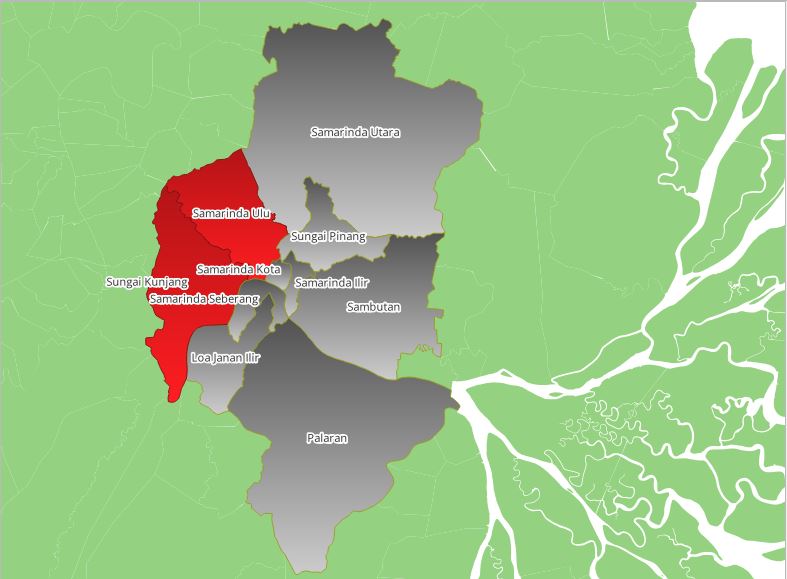 Samarinda Utara
Samarinda Ulu
Sungai Pinang
Samarinda Kota
Sungai Kunjang
Samarinda Ilir
Samarinda Seberang
Sambutan
Loa Janan Ilir
Palaran